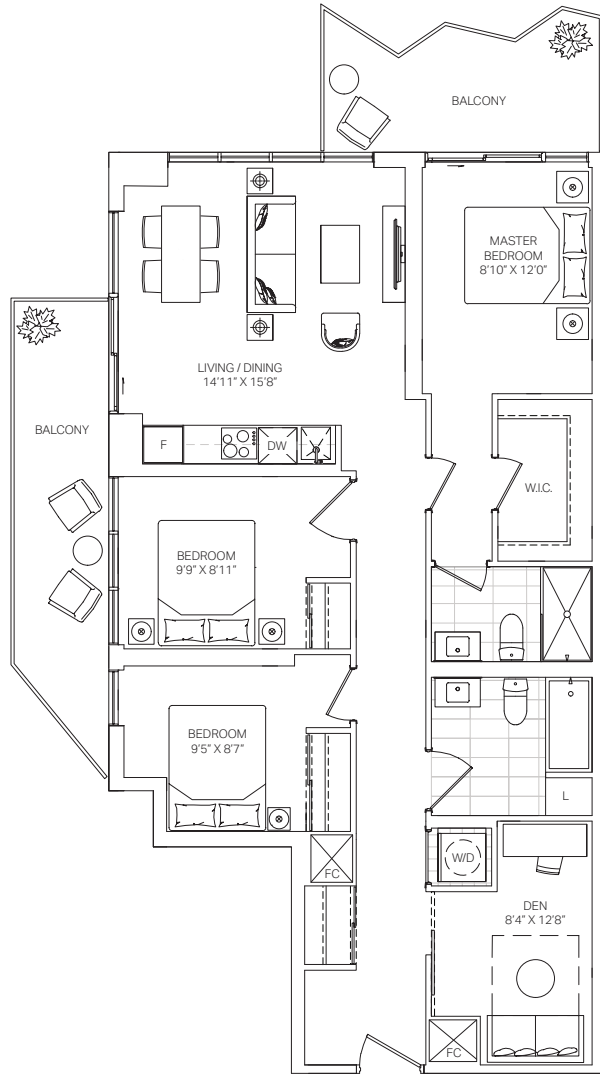 BALCONY
MASTER
BEDROOM
8'10" X 12'0"
LIVING / DINING
14'11" X 15'8"
BALCONY
F
DW
W.I.C.
BEDROOM
9'9" X 8'11"
BEDROOM
9'5" X 8'7"
L
W/D
FC
DEN
8'4" X 12'8"
FC